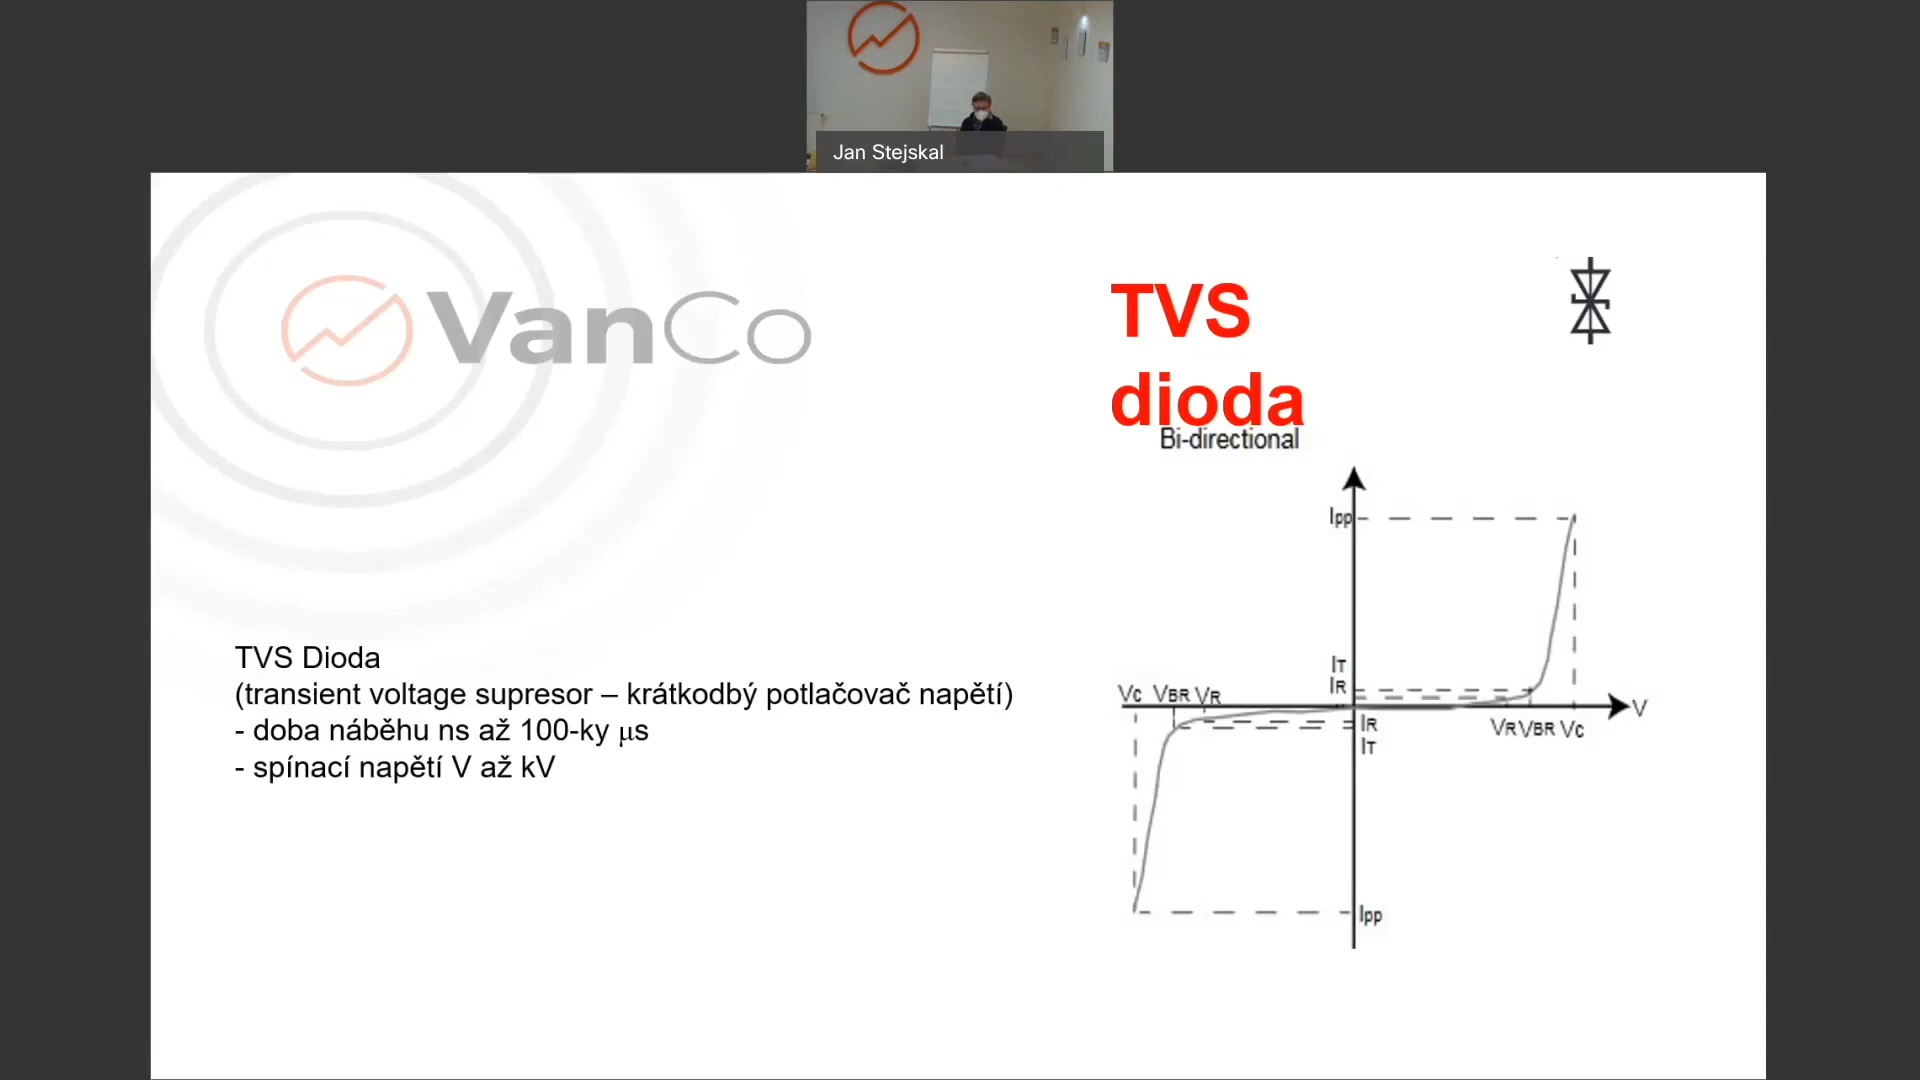 Jan Stejskal
VanCo
TVS
dioda
Bi-directional
Ipp
IT
IR
VC VBR VR
V
IR
VR VBR VC
IT
Ipp
TVS Dioda
(transient voltage supresor – krátkodbý potlačovač napětí)
- doba náběhu ns až 100-ky μs
- spínací napětí V až kV